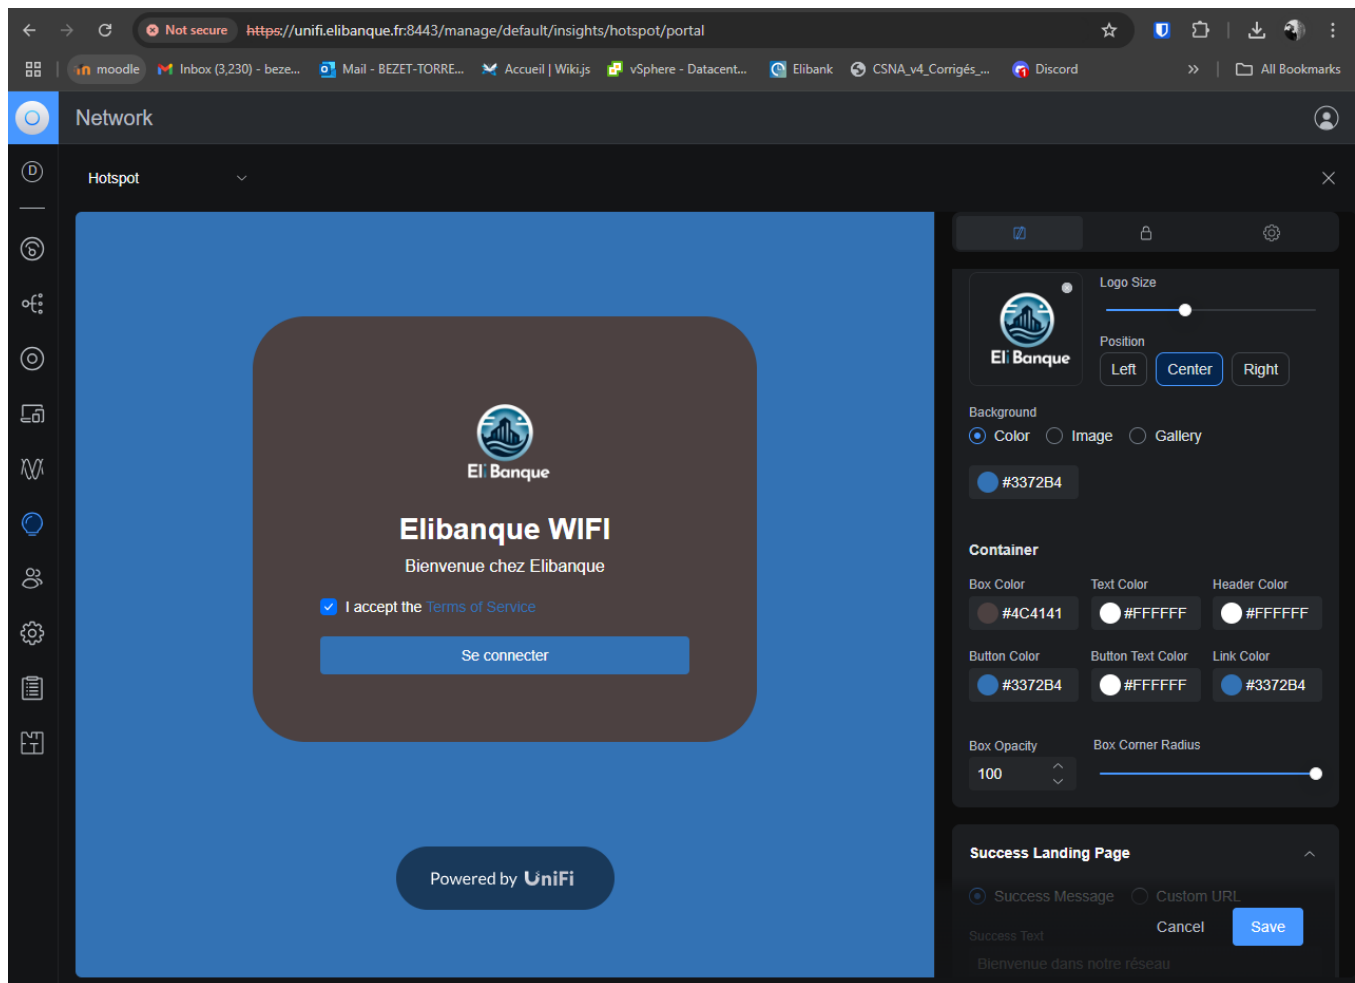 Not secure https://unifi.elibanque.fr:8443/manage/default/insights/hotspot/portal
moodle Inbox (3,230) - beze... Mail - BEZET-TORRE... Accueil | Wiki.js vSphere - Datacent... Elibank CSNA_v4_Corrigés_... Discord » All Bookmarks
Network
D
Hotspot
Logo Size
Eli Banque
Position
Left Center Right
Background
Color Image Gallery
#3372B4
Container
Box Color Text Color Header Color
#4C4141 #FFFFFF #FFFFFF
Button Color Button Text Color Link Color
#3372B4 #FFFFFF #3372B4
Box Opacity Box Corner Radius
100
Success Landing Page
Success Message Custom URL
Cancel Save
Success Text
Bienvenue dans notre réseau
Eli Banque
Elibanque WIFI
Bienvenue chez Elibanque
I accept the Terms of Service
Se connecter
Powered by UniFi